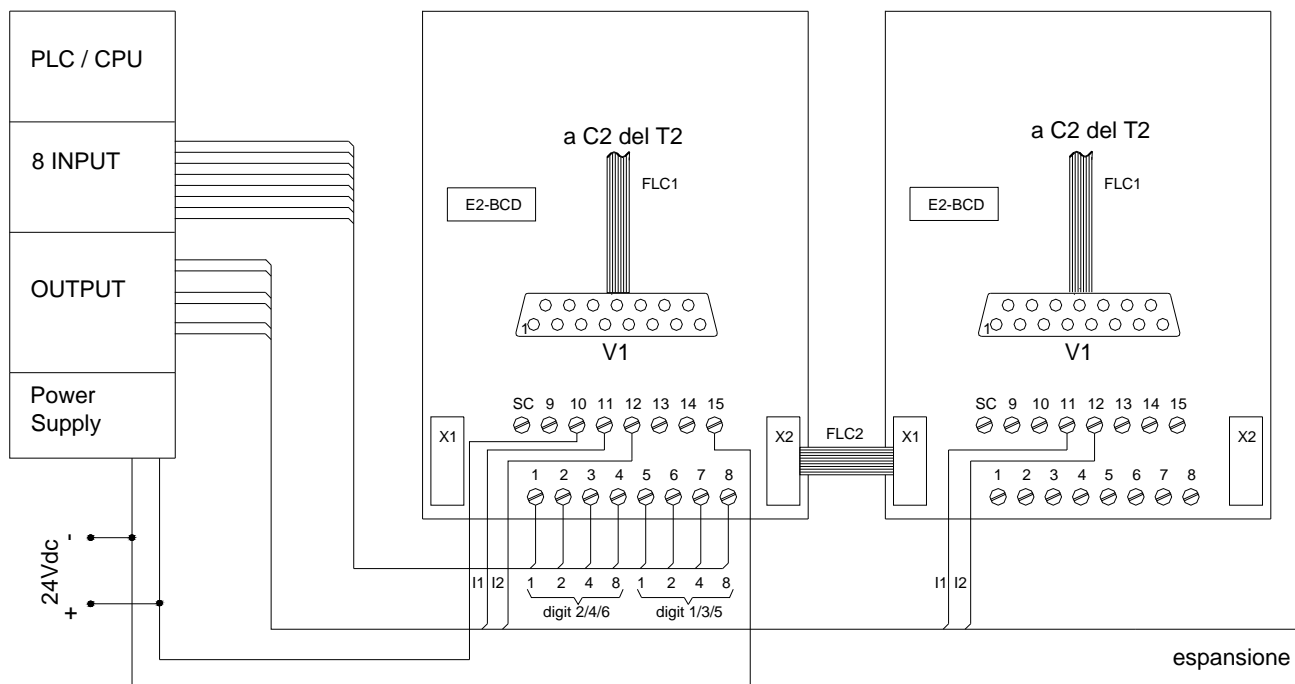 PLC / CPU
8 INPUT
OUTPUT
Power
Supply
24Vdc
-
+
a C2 del T2
FLC1
E2-BCD
1
V1
SC 9 10 11 12 13 14 15
X1
X2
1 2 3 4 5 6 7 8
I1 I2
1 2 4 8 1 2 4 8
digit 2/4/6 digit 1/3/5
FLC2
a C2 del T2
FLC1
E2-BCD
1
V1
SC 9 10 11 12 13 14 15
X1
X2
1 2 3 4 5 6 7 8
I1 I2
espansione